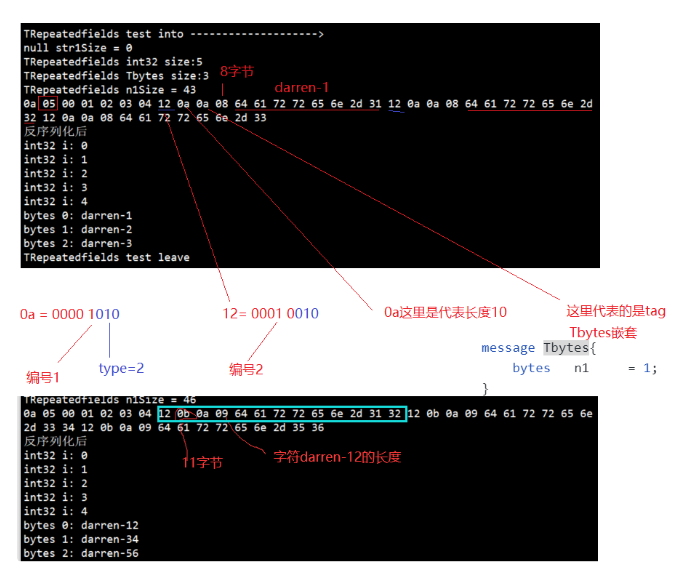 TRepeatedfields test into ------------------->
null str1Size = 0
TRepeatedfields int32 size:5
TRepeatedfields Tbytes size:3
8字节
TRepeatedfields n1Size = 43
darren-1
0a 05 00 01 02 03 04 12 0a 0a 08 64 61 72 72 65 6e 2d 31 12 0a 0a 08 64 61 72 72 65 6e 2d
32 12 0a 0a 08 64 61 72 72 65 6e 2d 33
反序列化后
int32 i: 0
int32 i: 1
int32 i: 2
int32 i: 3
int32 i: 4
bytes 0: darren-1
bytes 1: darren-2
bytes 2: darren-3
TRepeatedfields test leave
0a = 0000 1010
12= 0001 0010
0a这里是代表长度10
这里代表的是tag
Tbytes嵌套
编号1
type=2
编号2
message Tbytes{
bytes n1 = 1;
}
TRepeatedfields n1Size = 46
0a 05 00 01 02 03 04 12 0b 0a 09 64 61 72 72 65 6e 2d 31 32 12 0b 0a 09 64 61 72 72 65 6e
2d 33 34 12 0b 0a 09 64 61 72 72 65 6e 2d 35 36
反序列化后
11字节
字符darren-12的长度
int32 i: 0
int32 i: 1
int32 i: 2
int32 i: 3
int32 i: 4
bytes 0: darren-12
bytes 1: darren-34
bytes 2: darren-56